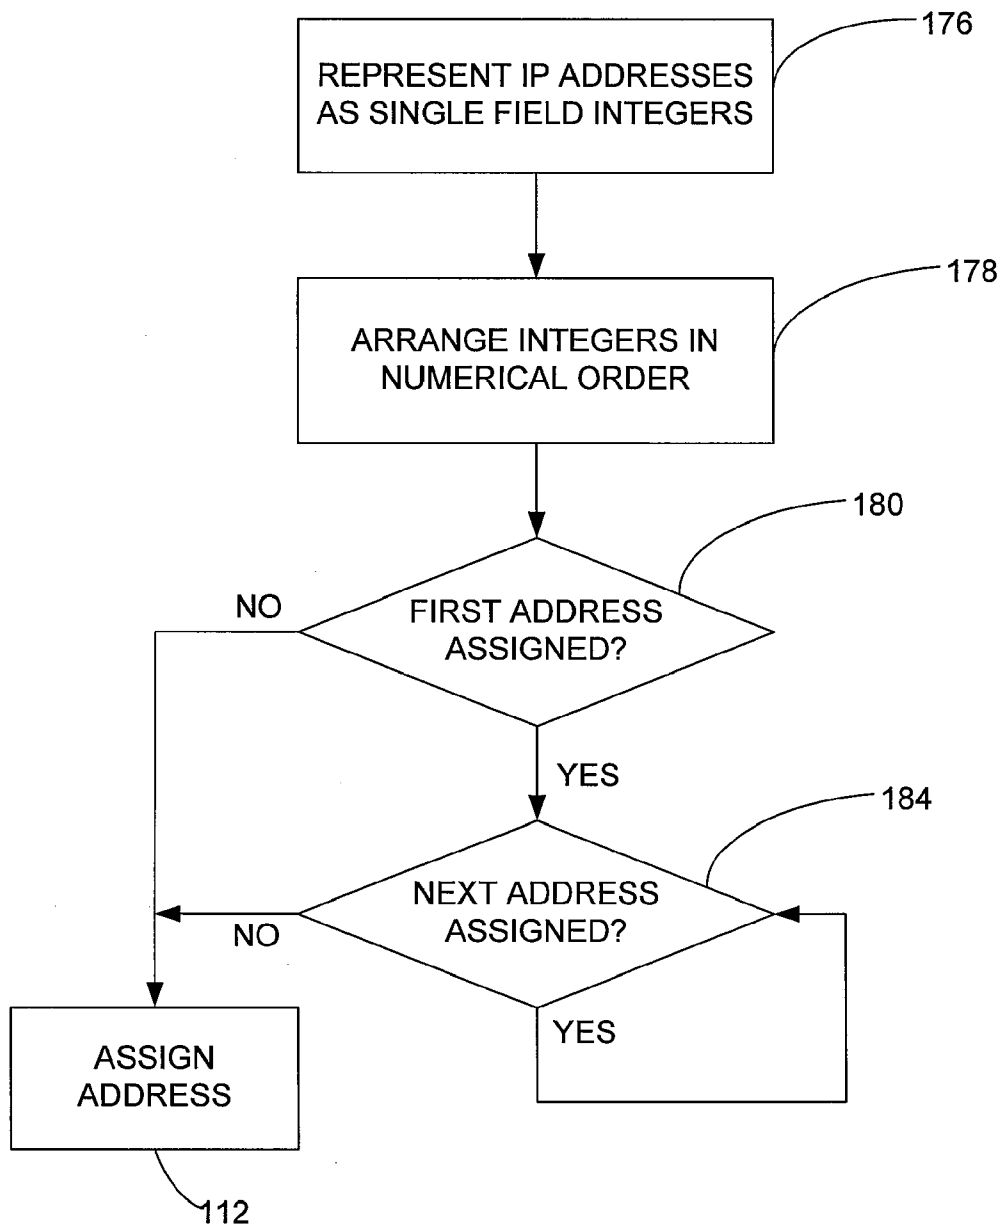 176
REPRESENT IP ADDRESSES
AS SINGLE FIELD INTEGERS
178
ARRANGE INTEGERS IN
NUMERICAL ORDER
180
NO
FIRST ADDRESS
ASSIGNED?
YES
184
NEXT ADDRESS
ASSIGNED?
NO
YES
ASSIGN
ADDRESS
112